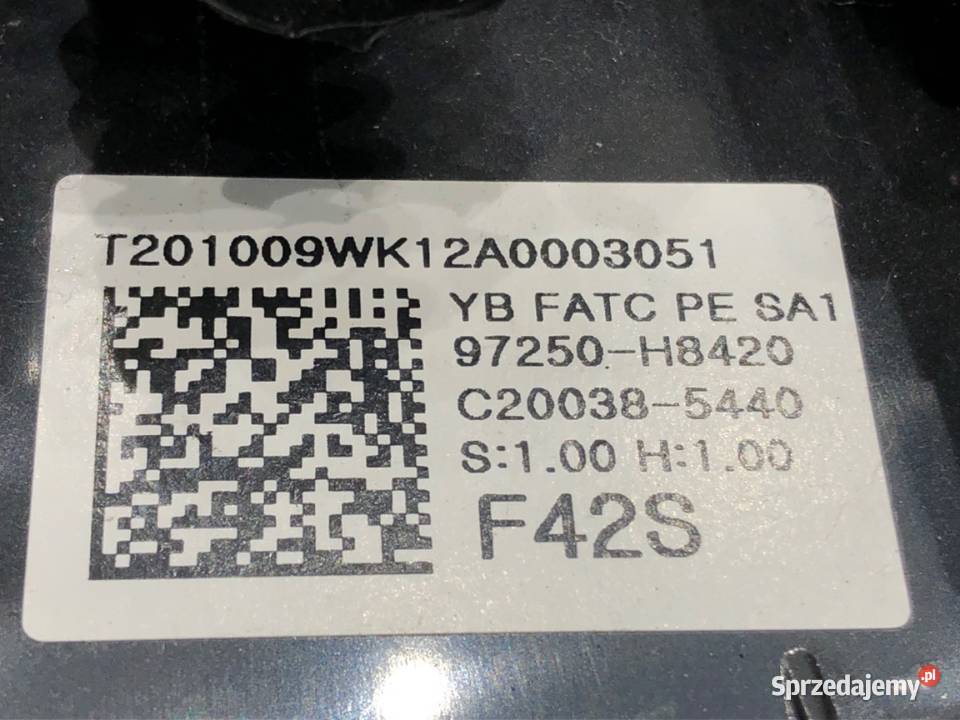 T201009WK12A0003051
YB FATC PE SA1
97250-H8420
C20038-5440
S:1.00 H:1.00
F42S
Sprzedajemy.pl